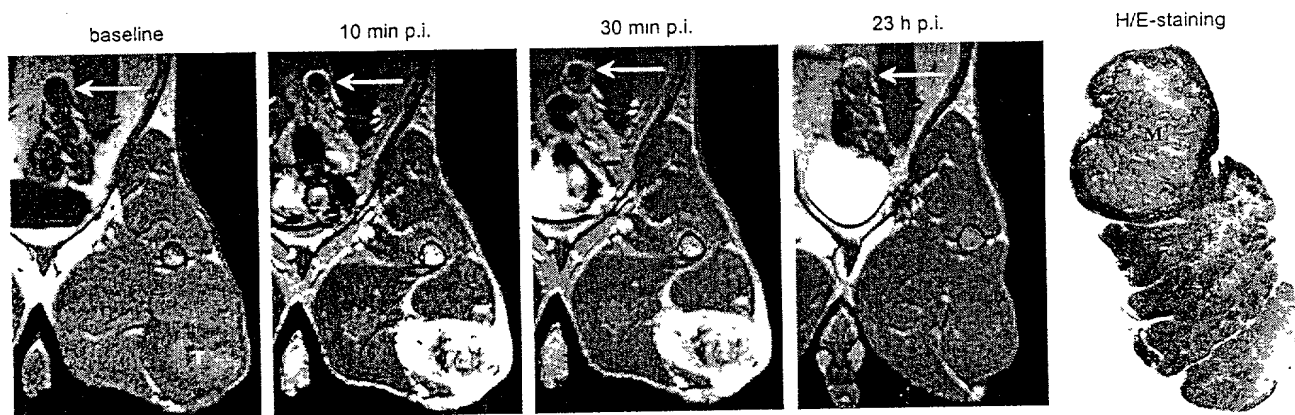 baseline
10 min p.i.
30 min p.i.
23 h p.i.
H/E-staining
T
M